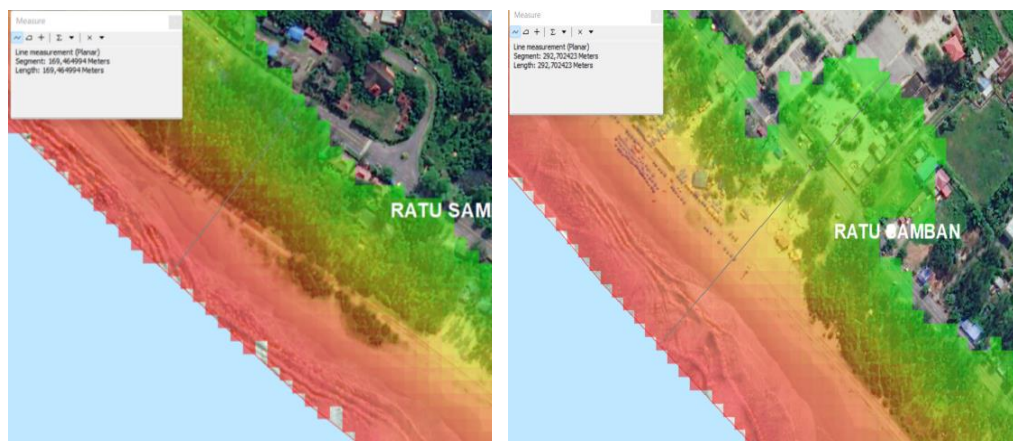 Measure
Line measurement (Planar)
Segment: 169,464994 Meters
Length: 169,464994 Meters
RATU SAM
Measure
Line measurement (Planar)
Segment: 292,702423 Meters
Length: 292,702423 Meters
RATU SAMBAN